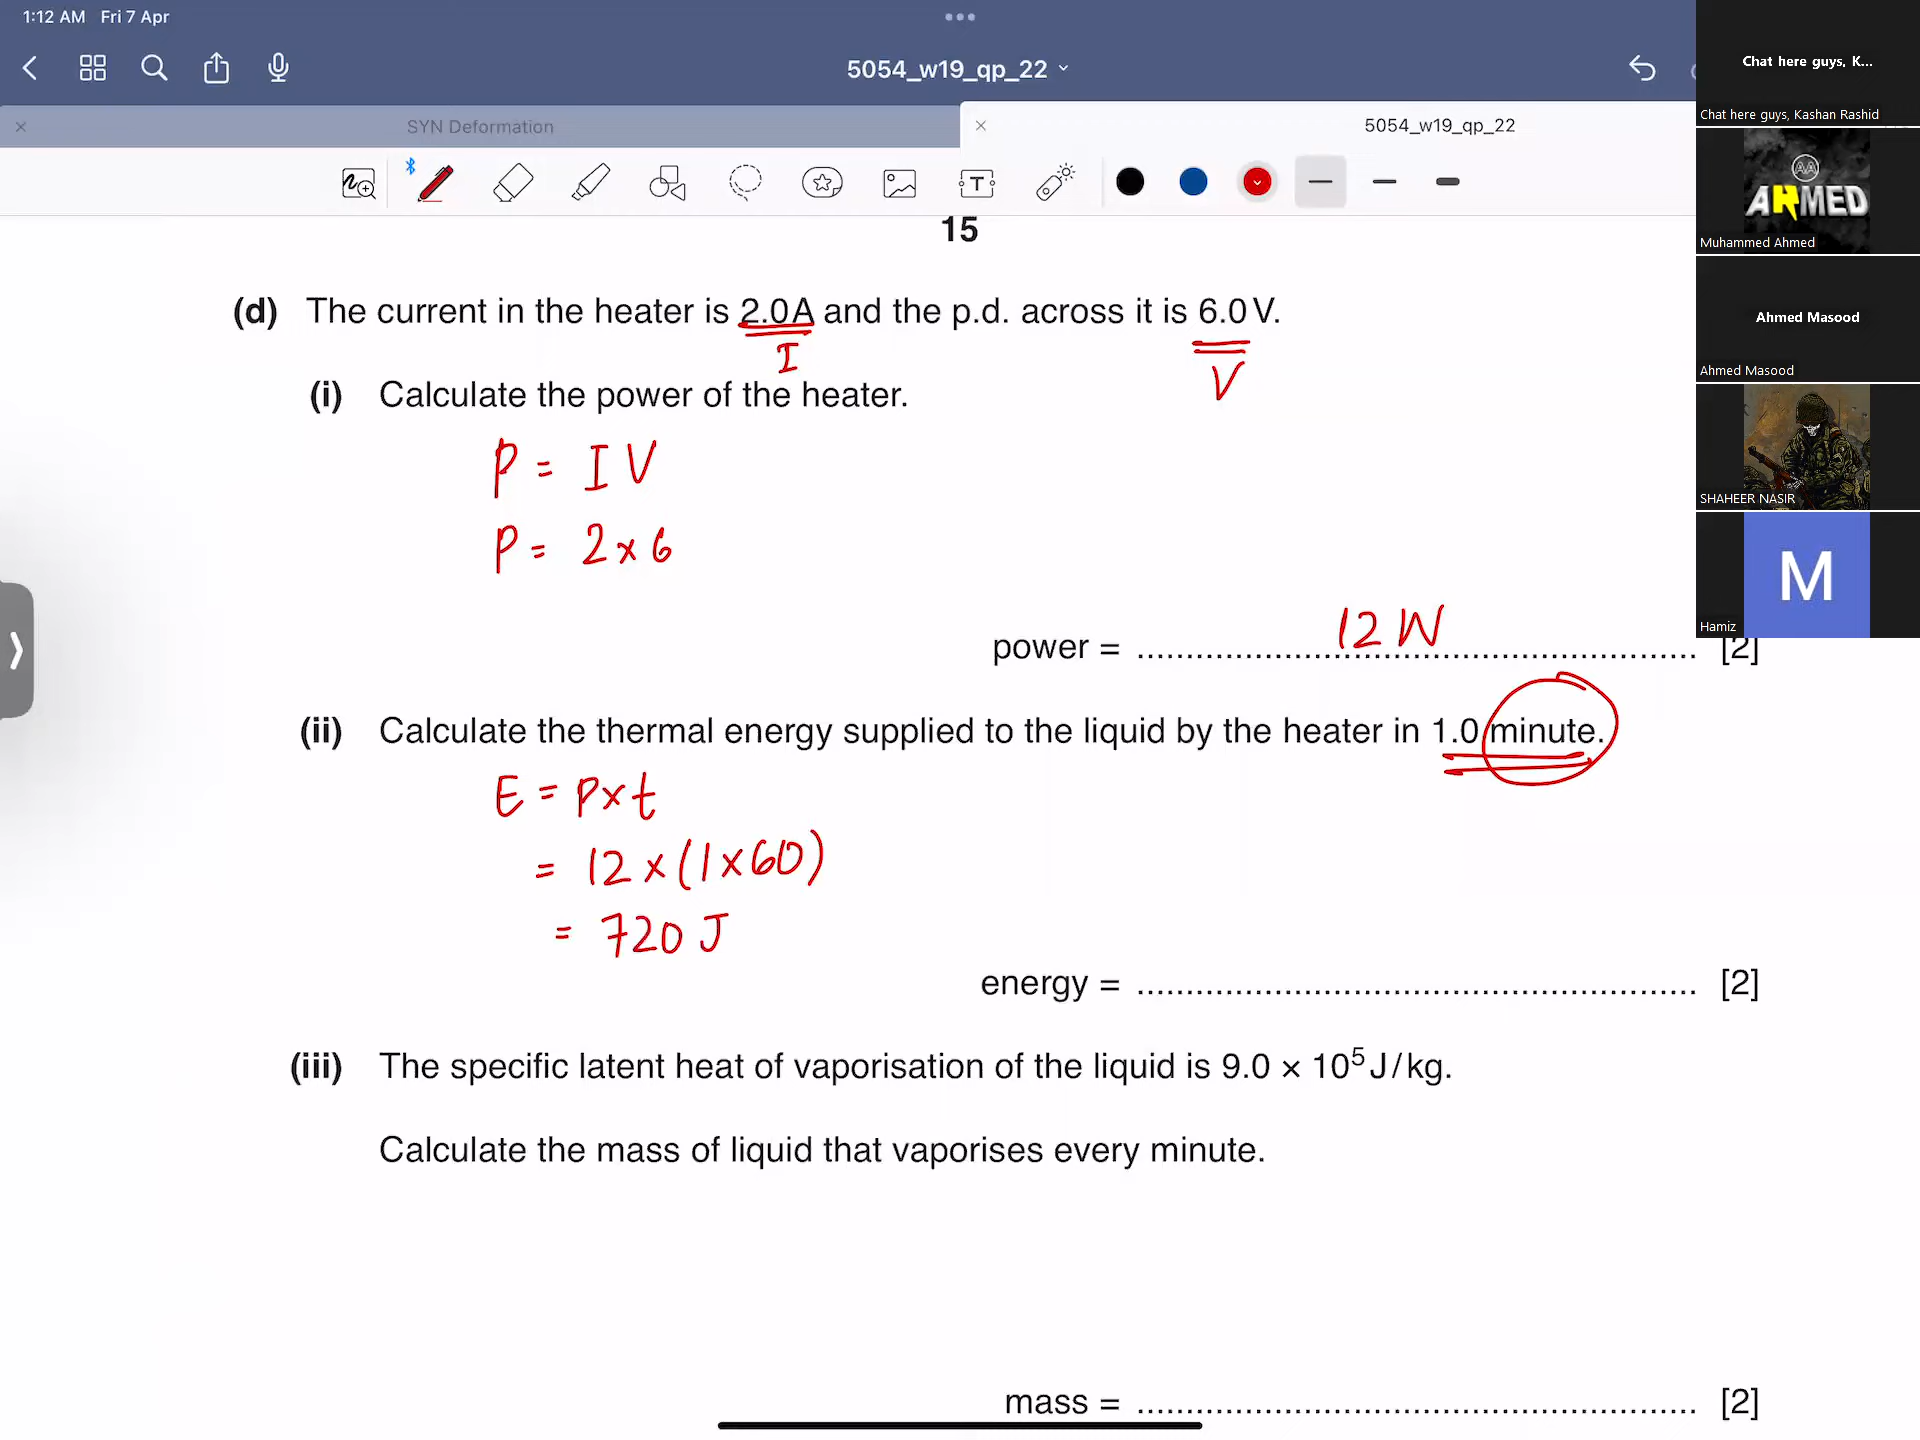 1:12 AM Fri 7 Apr
5054_w19_qp_22
SYN Deformation
5054_w19_qp_22
T
15
(d) The current in the heater is 2.0A and the p.d. across it is 6.0V.
I
V
(i) Calculate the power of the heater.
P = IV
P = 2×6
12 W
power = .......................................................... [2]
(ii) Calculate the thermal energy supplied to the liquid by the heater in 1.0 minute.
E = P×t
= 12×(1×60)
= 720 J
energy = .......................................................... [2]
(iii) The specific latent heat of vaporisation of the liquid is 9.0 × 10⁵ J/kg.
Calculate the mass of liquid that vaporises every minute.
mass = .......................................................... [2]
Chat here guys, K...
Chat here guys, Kashan Rashid
AA
ARMED
Muhammed Ahmed
Ahmed Masood
Ahmed Masood
SHAHEER NASIR
M
Hamiz